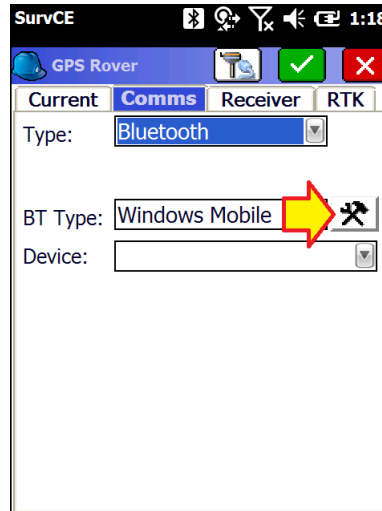 SurvCE 1:18
GPS Rover
Current Comms Receiver RTK
Type: Bluetooth
BT Type: Windows Mobile
Device: